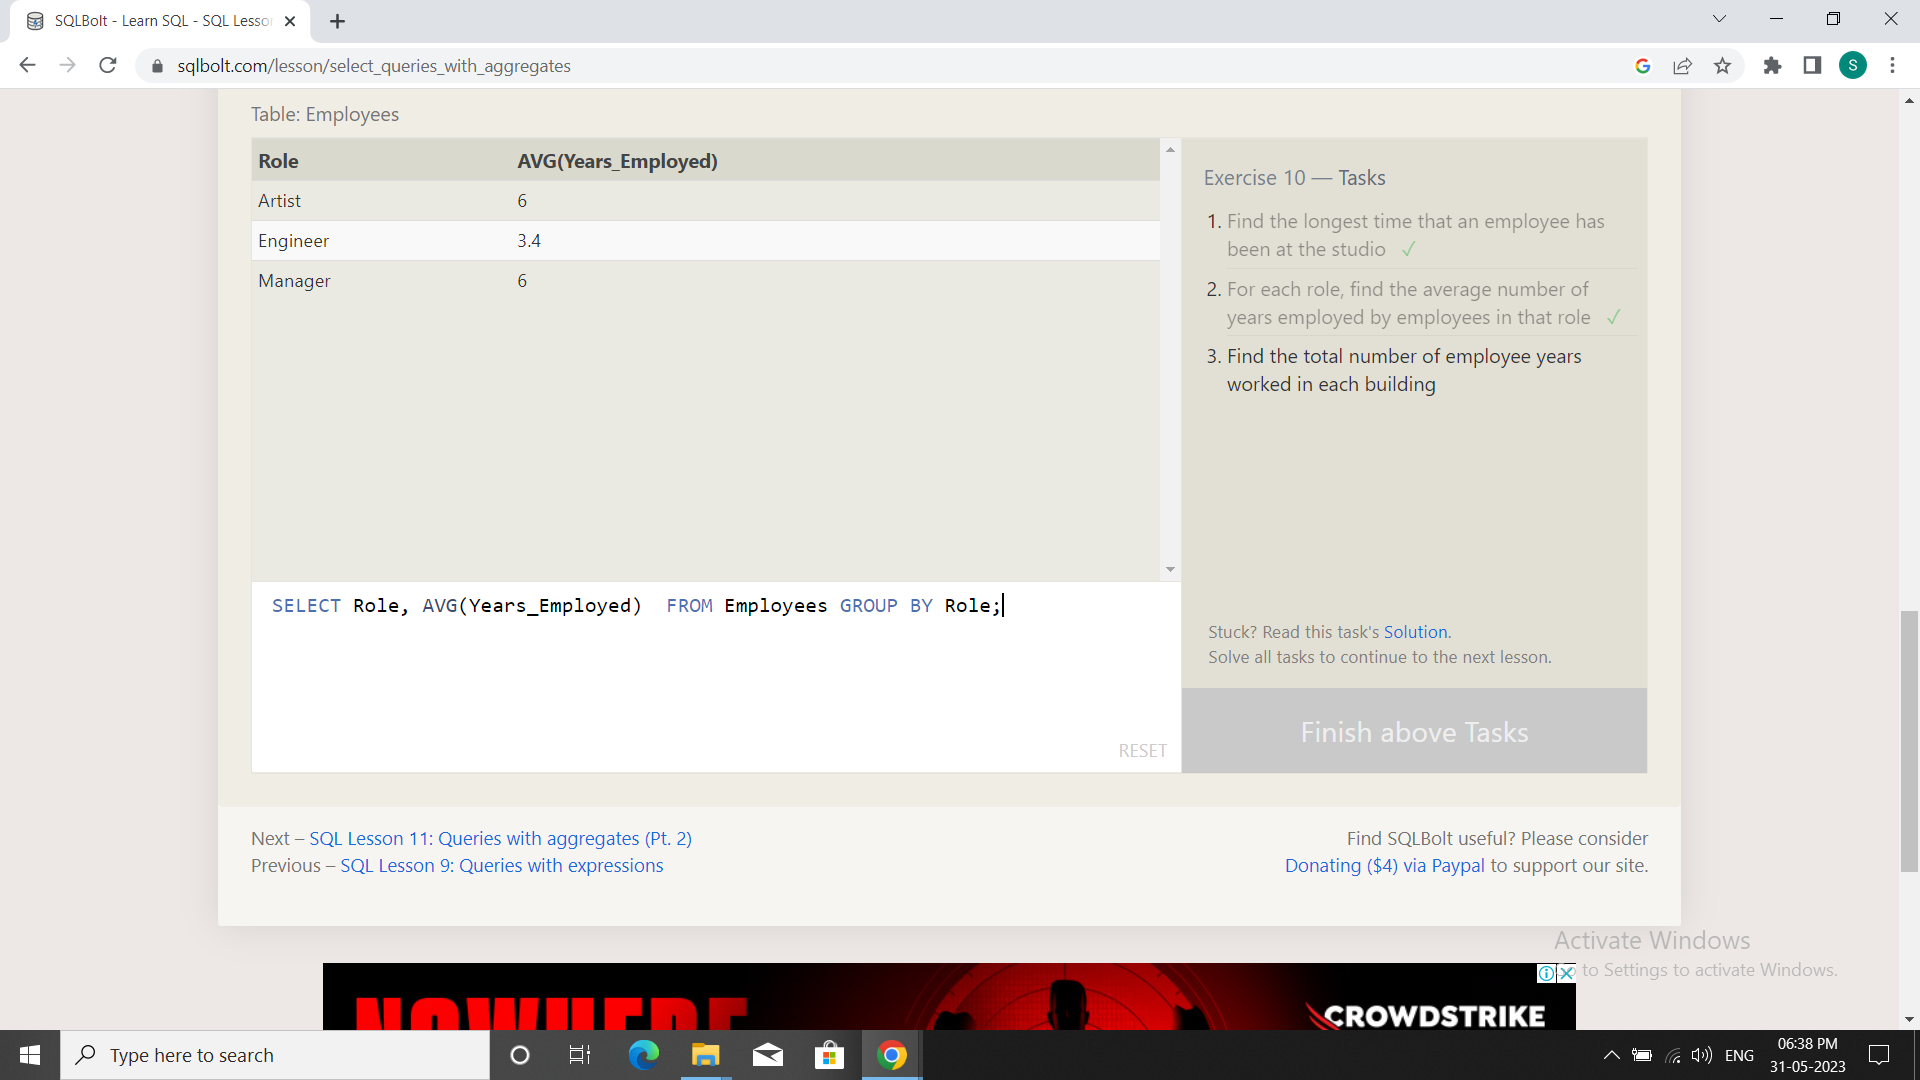 SQLBolt - Learn SQL - SQL Lesson
sqlbolt.com/lesson/select_queries_with_aggregates
S
Table: Employees
Role AVG(Years_Employed)
Artist 6
Engineer 3.4
Manager 6
SELECT Role, AVG(Years_Employed) FROM Employees GROUP BY Role;
RESET
Exercise 10 — Tasks
1. Find the longest time that an employee has
been at the studio ✓
2. For each role, find the average number of
years employed by employees in that role ✓
3. Find the total number of employee years
worked in each building
Stuck? Read this task's Solution.
Solve all tasks to continue to the next lesson.
Finish above Tasks
Next – SQL Lesson 11: Queries with aggregates (Pt. 2)
Previous – SQL Lesson 9: Queries with expressions
Find SQLBolt useful? Please consider
Donating ($4) via Paypal to support our site.
Activate Windows
Go to Settings to activate Windows.
NOWHERE
CROWDSTRIKE
Type here to search
ENG
06:38 PM
31-05-2023